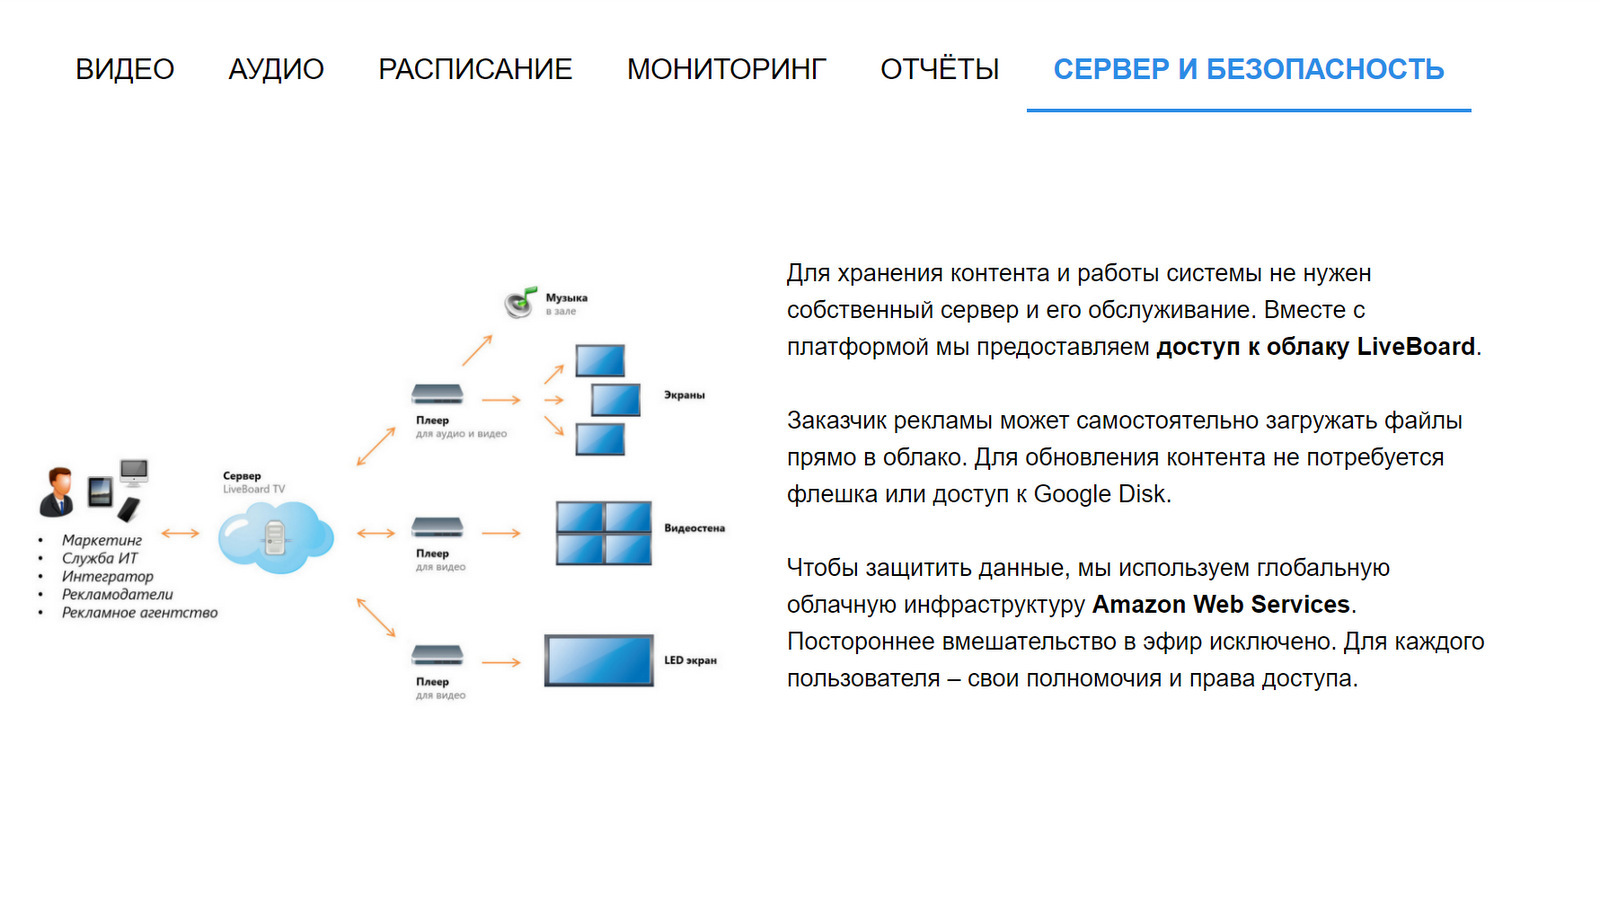 ВИДЕО АУДИО РАСПИСАНИЕ МОНИТОРИНГ ОТЧЁТЫ СЕРВЕР И БЕЗОПАСНОСТЬ
Музыка
в зале
Экраны
Плеер
для аудио и видео
Сервер
LiveBoard TV
• Маркетинг
• Служба ИТ
• Интегратор
• Рекламодатели
• Рекламное агентство
Плеер
для видео
Видеостена
Плеер
для видео
LED экран
Для хранения контента и работы системы не нужен
собственный сервер и его обслуживание. Вместе с
платформой мы предоставляем доступ к облаку LiveBoard.
Заказчик рекламы может самостоятельно загружать файлы
прямо в облако. Для обновления контента не потребуется
флешка или доступ к Google Disk.
Чтобы защитить данные, мы используем глобальную
облачную инфраструктуру Amazon Web Services.
Постороннее вмешательство в эфир исключено. Для каждого
пользователя – свои полномочия и права доступа.